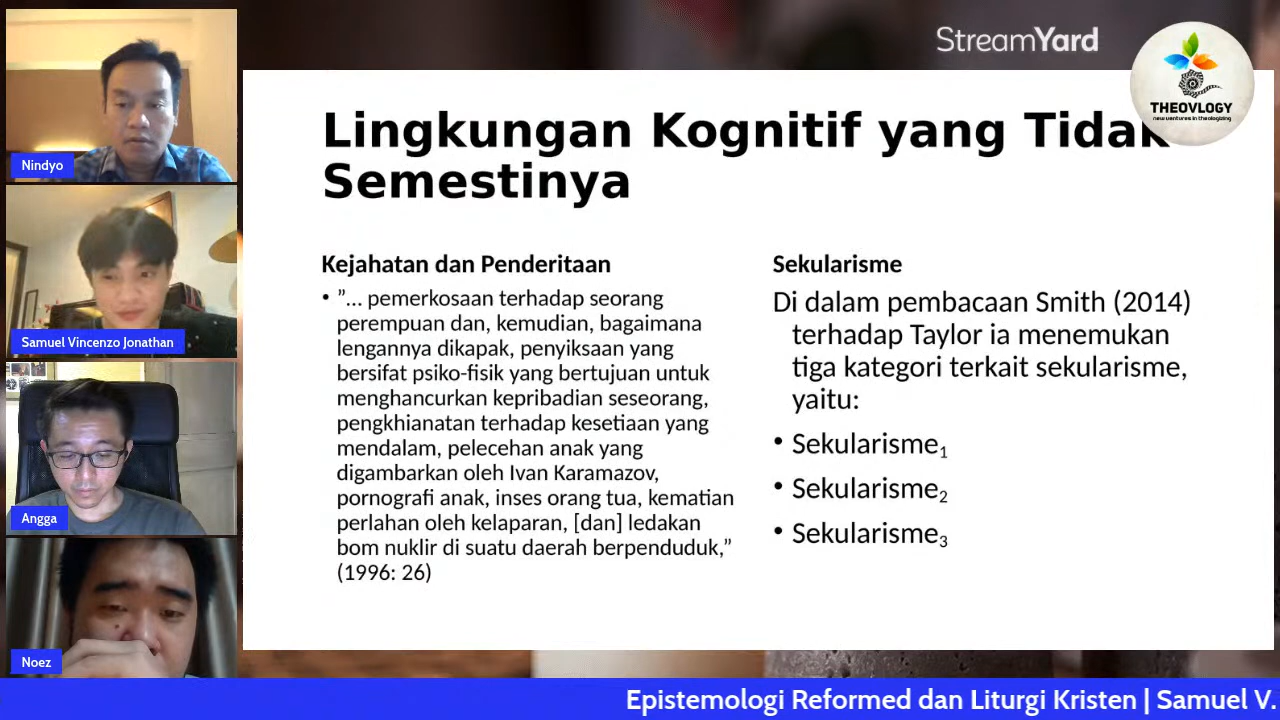 StreamYard
THEOVLOGY
new ventures in theologizing
Lingkungan Kognitif yang Tidak
Semestinya
Kejahatan dan Penderitaan
• ”... pemerkosaan terhadap seorang
perempuan dan, kemudian, bagaimana
lengannya dikapak, penyiksaan yang
bersifat psiko-fisik yang bertujuan untuk
menghancurkan kepribadian seseorang,
pengkhianatan terhadap kesetiaan yang
mendalam, pelecehan anak yang
digambarkan oleh Ivan Karamazov,
pornografi anak, inses orang tua, kematian
perlahan oleh kelaparan, [dan] ledakan
bom nuklir di suatu daerah berpenduduk,”
(1996: 26)
Sekularisme
Di dalam pembacaan Smith (2014)
terhadap Taylor ia menemukan
tiga kategori terkait sekularisme,
yaitu:
• Sekularisme₁
• Sekularisme₂
• Sekularisme₃
Nindyo
Samuel Vincenzo Jonathan
Angga
Noez
Epistemologi Reformed dan Liturgi Kristen | Samuel V.